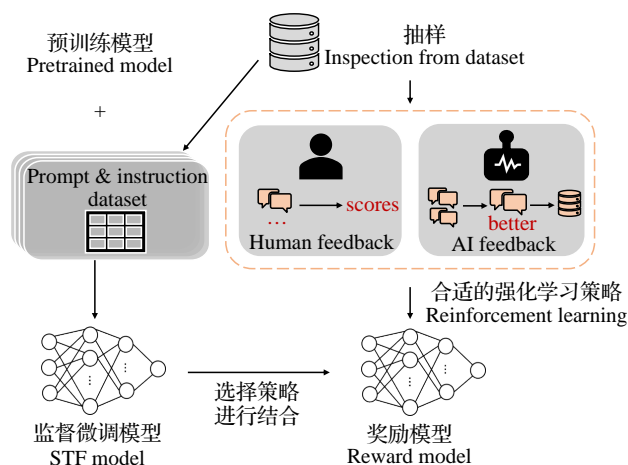 预训练模型
Pretrained model
+
抽样
Inspection from dataset
Prompt & instruction
dataset
...
scores
Human feedback
better
AI feedback
合适的强化学习策略
Reinforcement learning
选择策略
进行结合
监督微调模型
STF model
奖励模型
Reward model